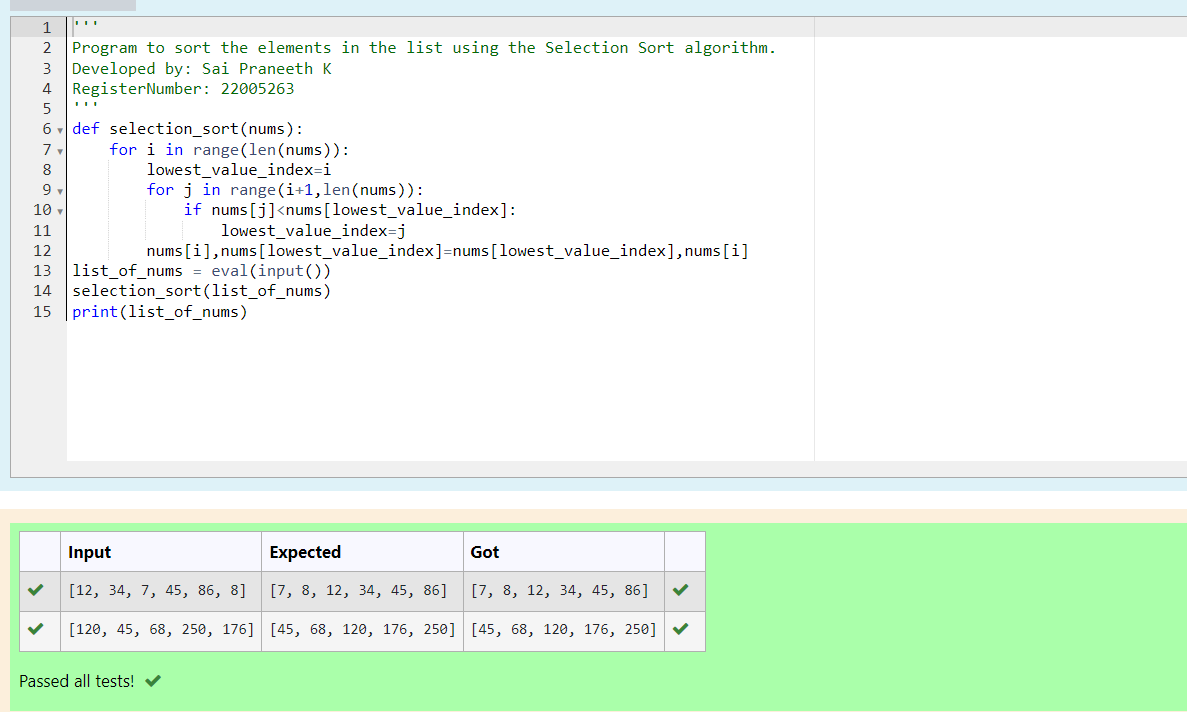 1 '''
2 Program to sort the elements in the list using the Selection Sort algorithm.
3 Developed by: Sai Praneeth K
4 RegisterNumber: 22005263
5 '''
6 def selection_sort(nums):
7     for i in range(len(nums)):
8         lowest_value_index=i
9         for j in range(i+1,len(nums)):
10             if nums[j]<nums[lowest_value_index]:
11                 lowest_value_index=j
12         nums[i],nums[lowest_value_index]=nums[lowest_value_index],nums[i]
13 list_of_nums = eval(input())
14 selection_sort(list_of_nums)
15 print(list_of_nums)
Input Expected Got
[12, 34, 7, 45, 86, 8] [7, 8, 12, 34, 45, 86] [7, 8, 12, 34, 45, 86]
[120, 45, 68, 250, 176] [45, 68, 120, 176, 250] [45, 68, 120, 176, 250]
Passed all tests!